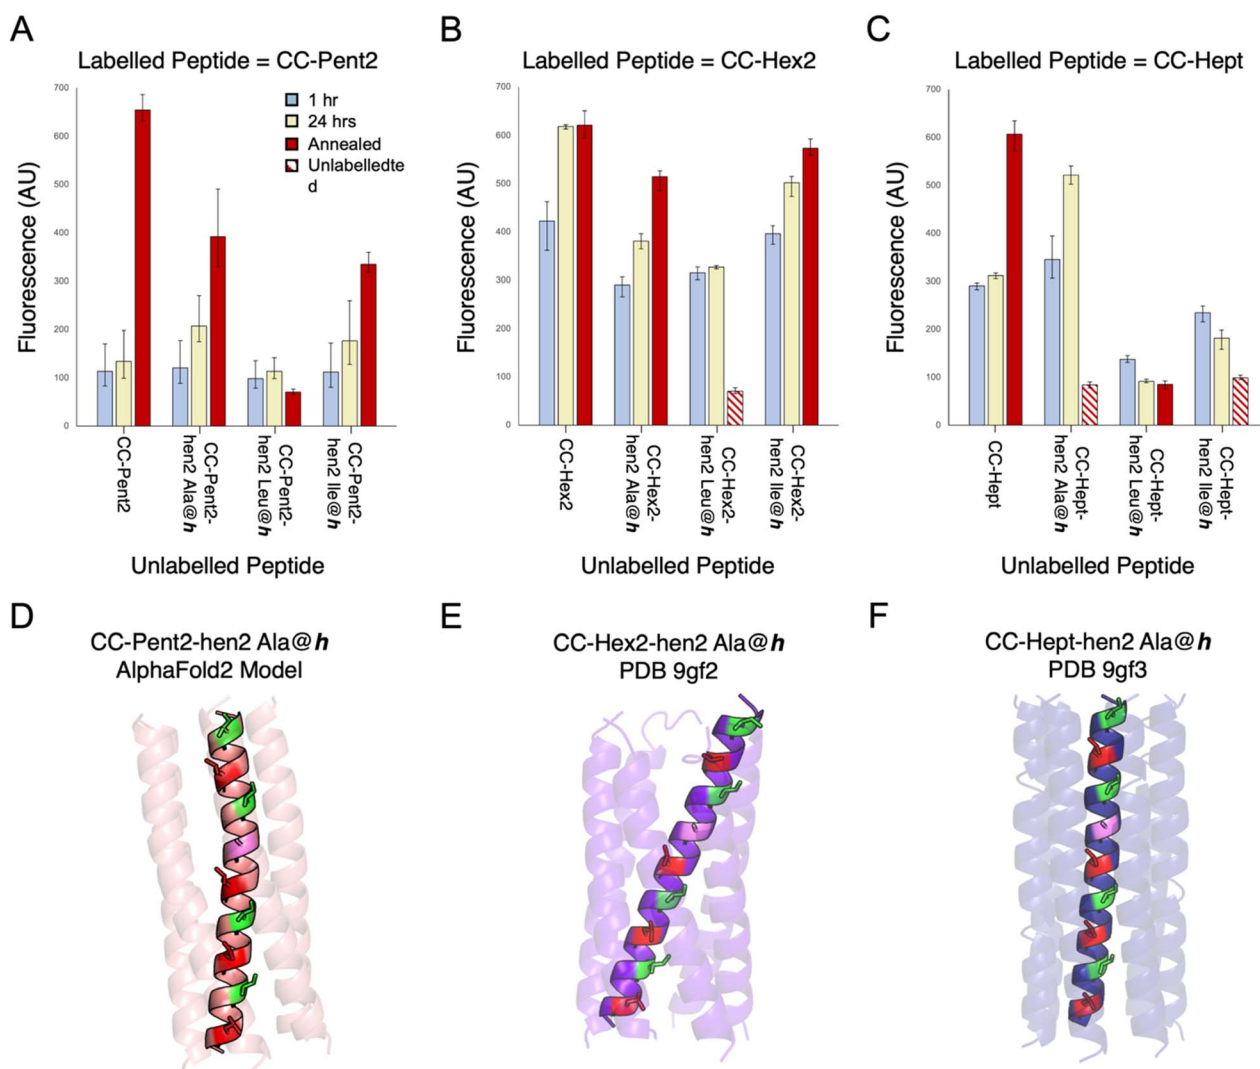 A
Labelled Peptide = CC-Pent2
Fluorescence (AU)
700
600
500
400
300
200
100
0
1 hr
24 hrs
Annealed
Unlabelledte
d
CC-Pent2
CC-Pent2-
hen2 Ala@h
CC-Pent2-
hen2 Leu@h
CC-Pent2-
hen2 Ile@h
Unlabelled Peptide
B
Labelled Peptide = CC-Hex2
Fluorescence (AU)
700
600
500
400
300
200
100
0
CC-Hex2
CC-Hex2-
hen2 Ala@h
CC-Hex2-
hen2 Leu@h
CC-Hex2-
hen2 Ile@h
Unlabelled Peptide
C
Labelled Peptide = CC-Hept
Fluorescence (AU)
700
600
500
400
300
200
100
0
CC-Hept
CC-Hept-
hen2 Ala@h
CC-Hept-
hen2 Leu@h
CC-Hept-
hen2 Ile@h
Unlabelled Peptide
D
CC-Pent2-hen2 Ala@h
AlphaFold2 Model
E
CC-Hex2-hen2 Ala@h
PDB 9gf2
F
CC-Hept-hen2 Ala@h
PDB 9gf3